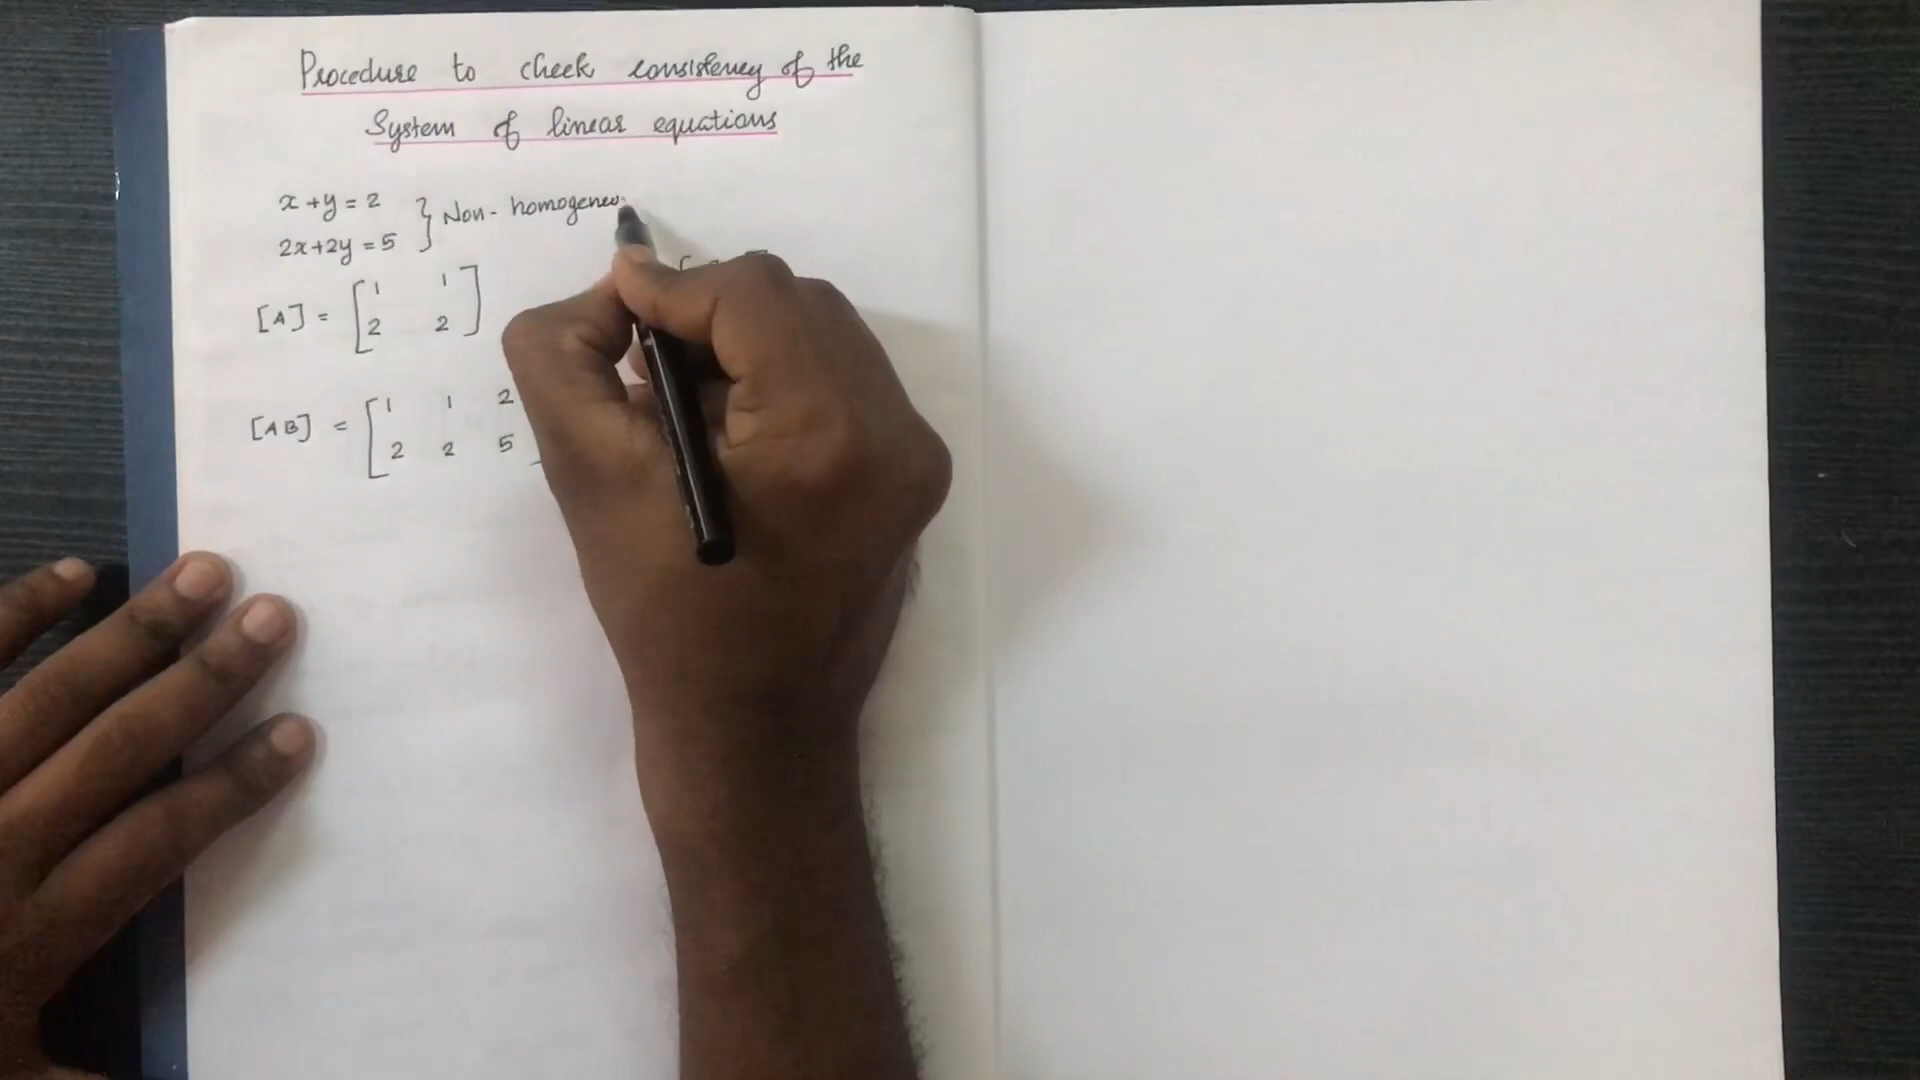 Procedure to check consistency of the
System of linear equations
x + y = 2
2x + 2y = 5
} Non - homogeneo
[A] = [ 1 1
2 2 ]
[AB] = [ 1 1 2
2 2 5